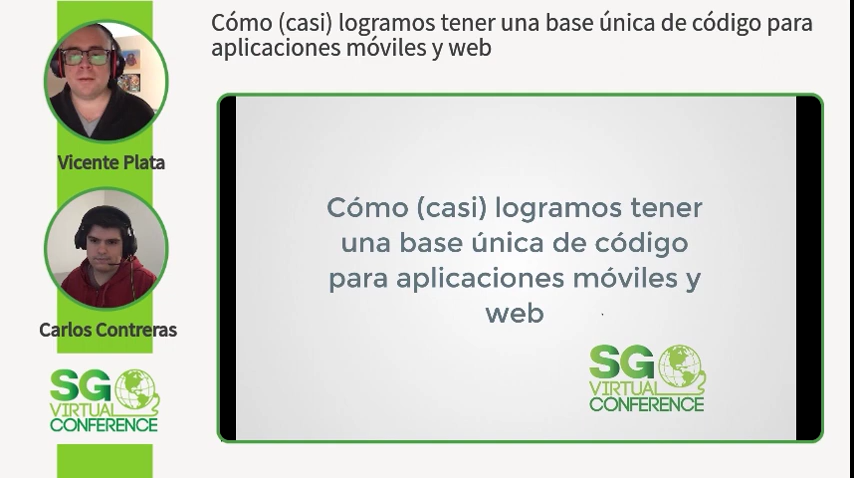 Cómo (casi) logramos tener una base única de código para
aplicaciones móviles y web
Vicente Plata
Carlos Contreras
SG
VIRTUAL
CONFERENCE
Cómo (casi) logramos tener
una base única de código
para aplicaciones móviles y
web
SG
VIRTUAL
CONFERENCE